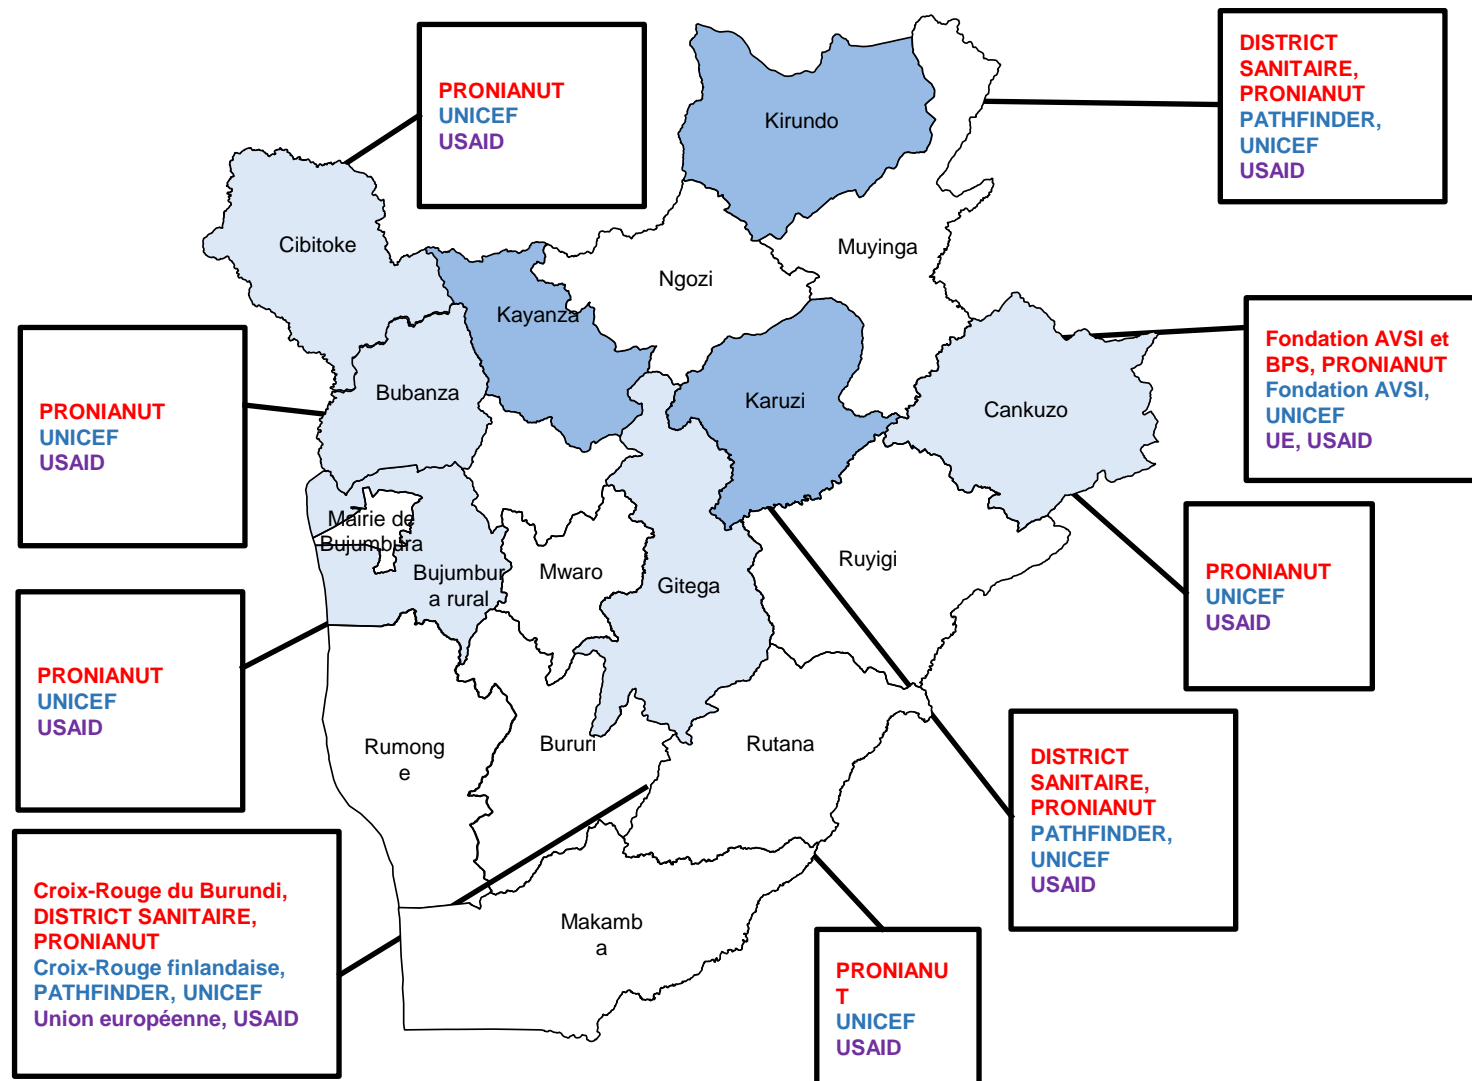 PRONIANUT
UNICEF
USAID
DISTRICT
SANITAIRE,
PRONIANUT
PATHFINDER,
UNICEF
USAID
Kirundo
Cibitoke
Muyinga
Ngozi
Kayanza
Fondation AVSI et
BPS, PRONIANUT
Fondation AVSI,
UNICEF
UE, USAID
PRONIANUT
UNICEF
USAID
Bubanza
Karuzi
Cankuzo
Mairie de
Bujumbura
Bujumbur
a rural
Mwaro
Gitega
Ruyigi
PRONIANUT
UNICEF
USAID
PRONIANUT
UNICEF
USAID
Rumong
e
Bururi
Rutana
DISTRICT
SANITAIRE,
PRONIANUT
PATHFINDER,
UNICEF
USAID
Croix-Rouge du Burundi,
DISTRICT SANITAIRE,
PRONIANUT
Croix-Rouge finlandaise,
PATHFINDER, UNICEF
Union européenne, USAID
Makamb
a
PRONIANU
T
UNICEF
USAID